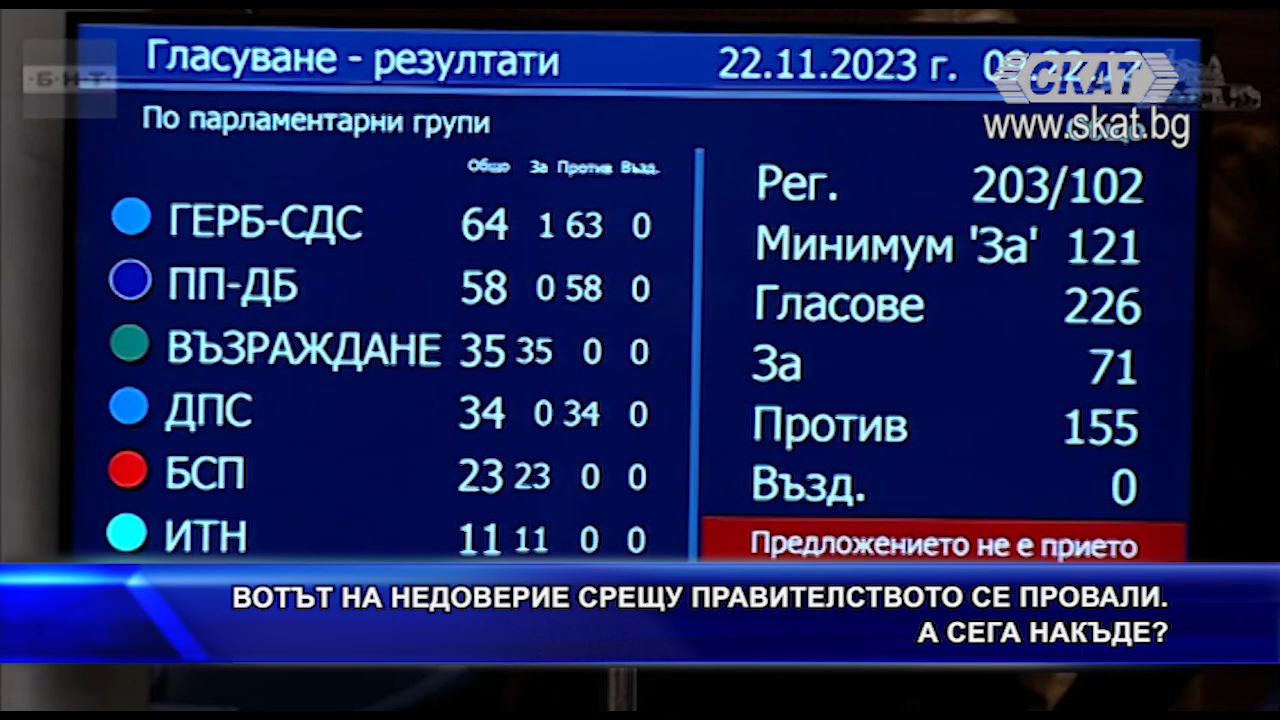 ·Б·Н·Т·
Гласуване - резултати 22.11.2023 г.
СКАТ
www.skat.bg
По парламентарни групи
Общо За Против Възд.
ГЕРБ-СДС 64 1 63 0
ПП-ДБ 58 0 58 0
ВЪЗРАЖДАНЕ 35 35 0 0
ДПС 34 0 34 0
БСП 23 23 0 0
ИТН 11 11 0 0
Рег. 203/102
Минимум 'За' 121
Гласове 226
За 71
Против 155
Възд. 0
Предложението не е прието
ВОТЪТ НА НЕДОВЕРИЕ СРЕЩУ ПРАВИТЕЛСТВОТО СЕ ПРОВАЛИ.
А СЕГА НАКЪДЕ?